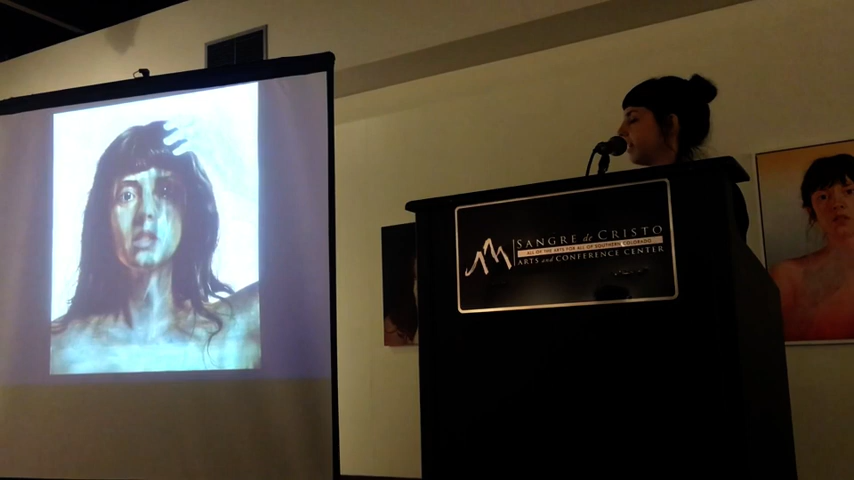 SANGRE de CRISTO
ALL OF THE ARTS FOR ALL OF SOUTHERN COLORADO
ARTS and CONFERENCE CENTER